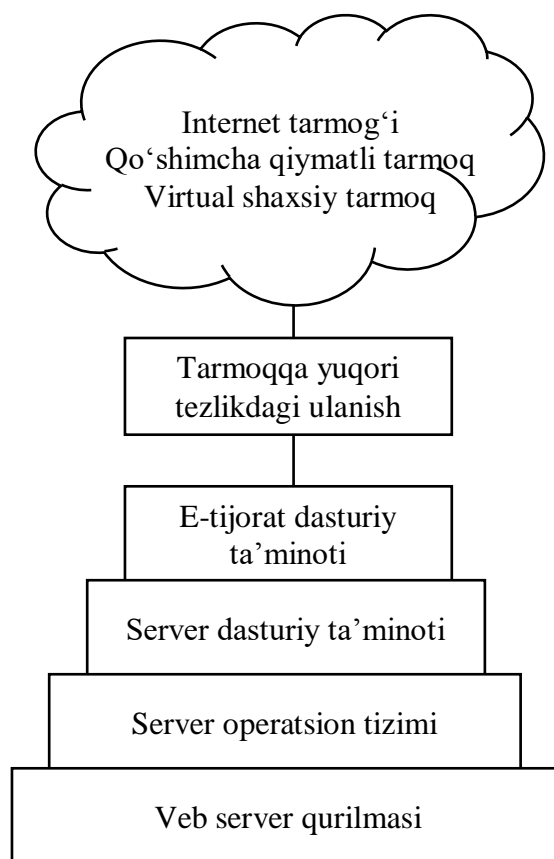 Internet tarmog‘i
Qo‘shimcha qiymatli tarmoq
Virtual shaxsiy tarmoq
Tarmoqqa yuqori
tezlikdagi ulanish
E-tijorat dasturiy
ta’minoti
Server dasturiy ta’minoti
Server operatsion tizimi
Veb server qurilmasi